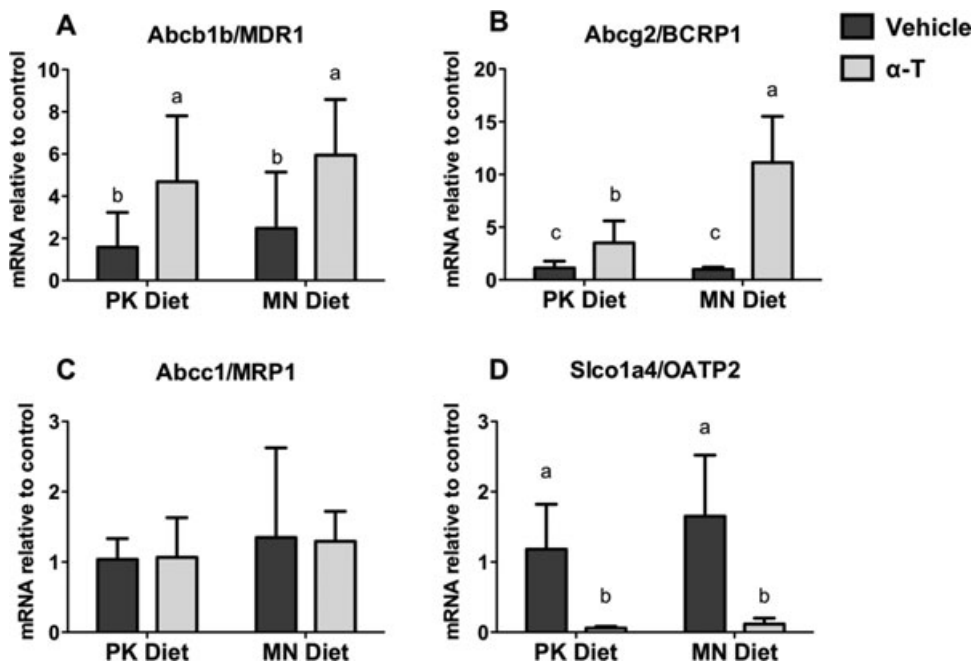 A
Abcb1b/MDR1
mRNA relative to control
10
8
6
4
2
0
b
a
b
a
PK Diet
MN Diet
B
Abcg2/BCRP1
mRNA relative to control
20
15
10
5
0
c
b
c
a
PK Diet
MN Diet
Vehicle
α-T
C
Abcc1/MRP1
mRNA relative to control
3
2
1
0
PK Diet
MN Diet
D
Slco1a4/OATP2
mRNA relative to control
3
2
1
0
a
b
a
b
PK Diet
MN Diet